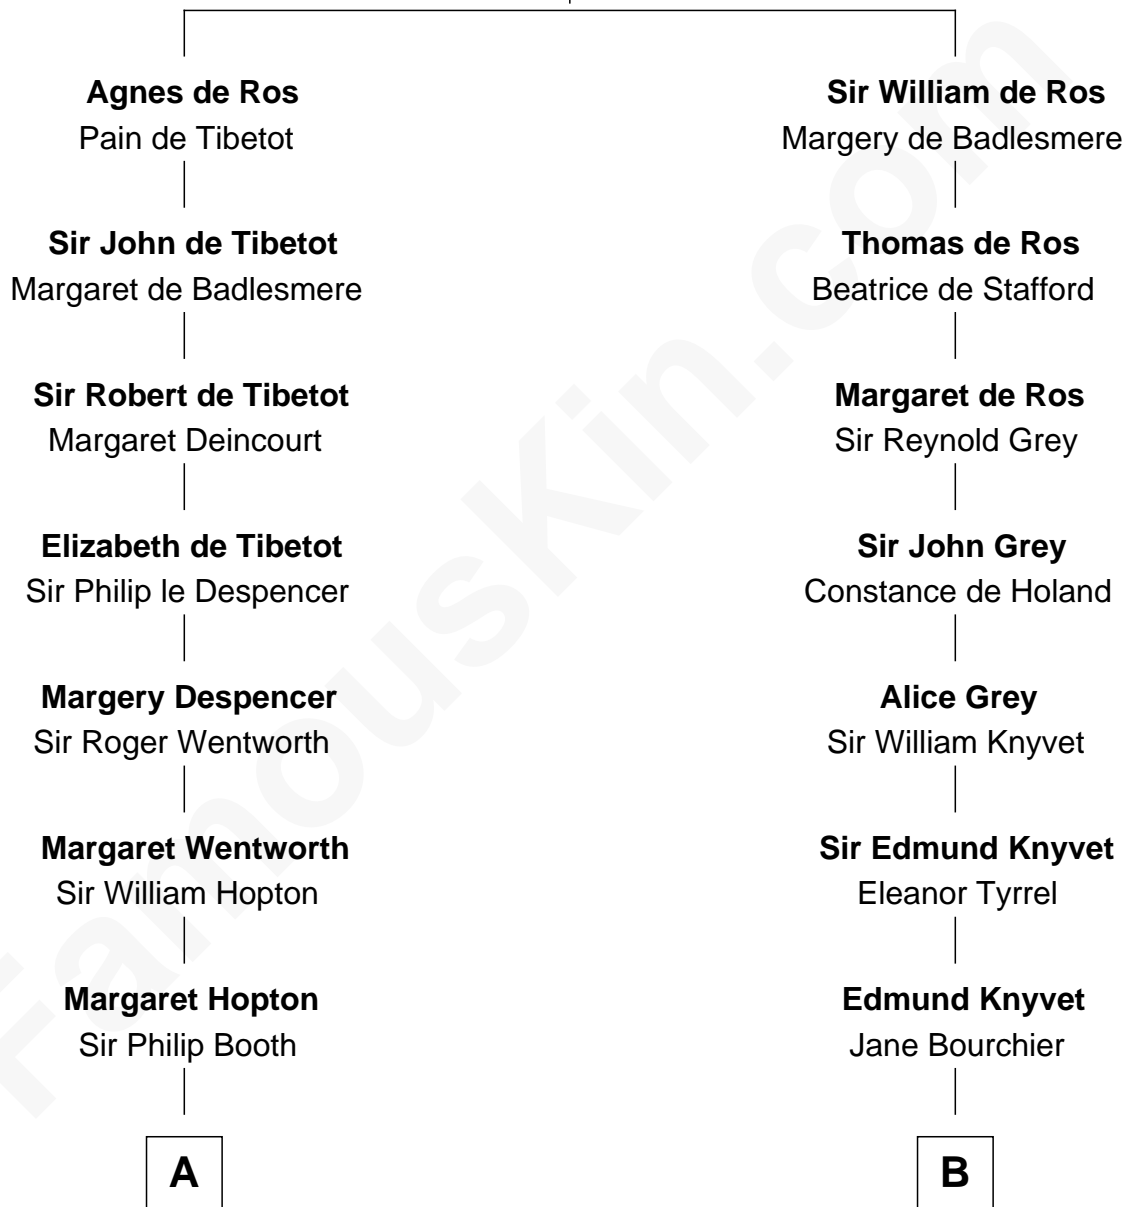 Agnes de Ros
Pain de Tibetot
Sir John de Tibetot
Margaret de Badlesmere
Sir Robert de Tibetot
Margaret Deincourt
Elizabeth de Tibetot
Sir Philip le Despencer
Margery Despencer
Sir Roger Wentworth
Margaret Wentworth
Sir William Hopton
Margaret Hopton
Sir Philip Booth
A
Sir William de Ros
Margery de Badlesmere
Thomas de Ros
Beatrice de Stafford
Margaret de Ros
Sir Reynold Grey
Sir John Grey
Constance de Holand
Alice Grey
Sir William Knyvet
Sir Edmund Knyvet
Eleanor Tyrrel
Edmund Knyvet
Jane Bourchier
B
FamousKin.com